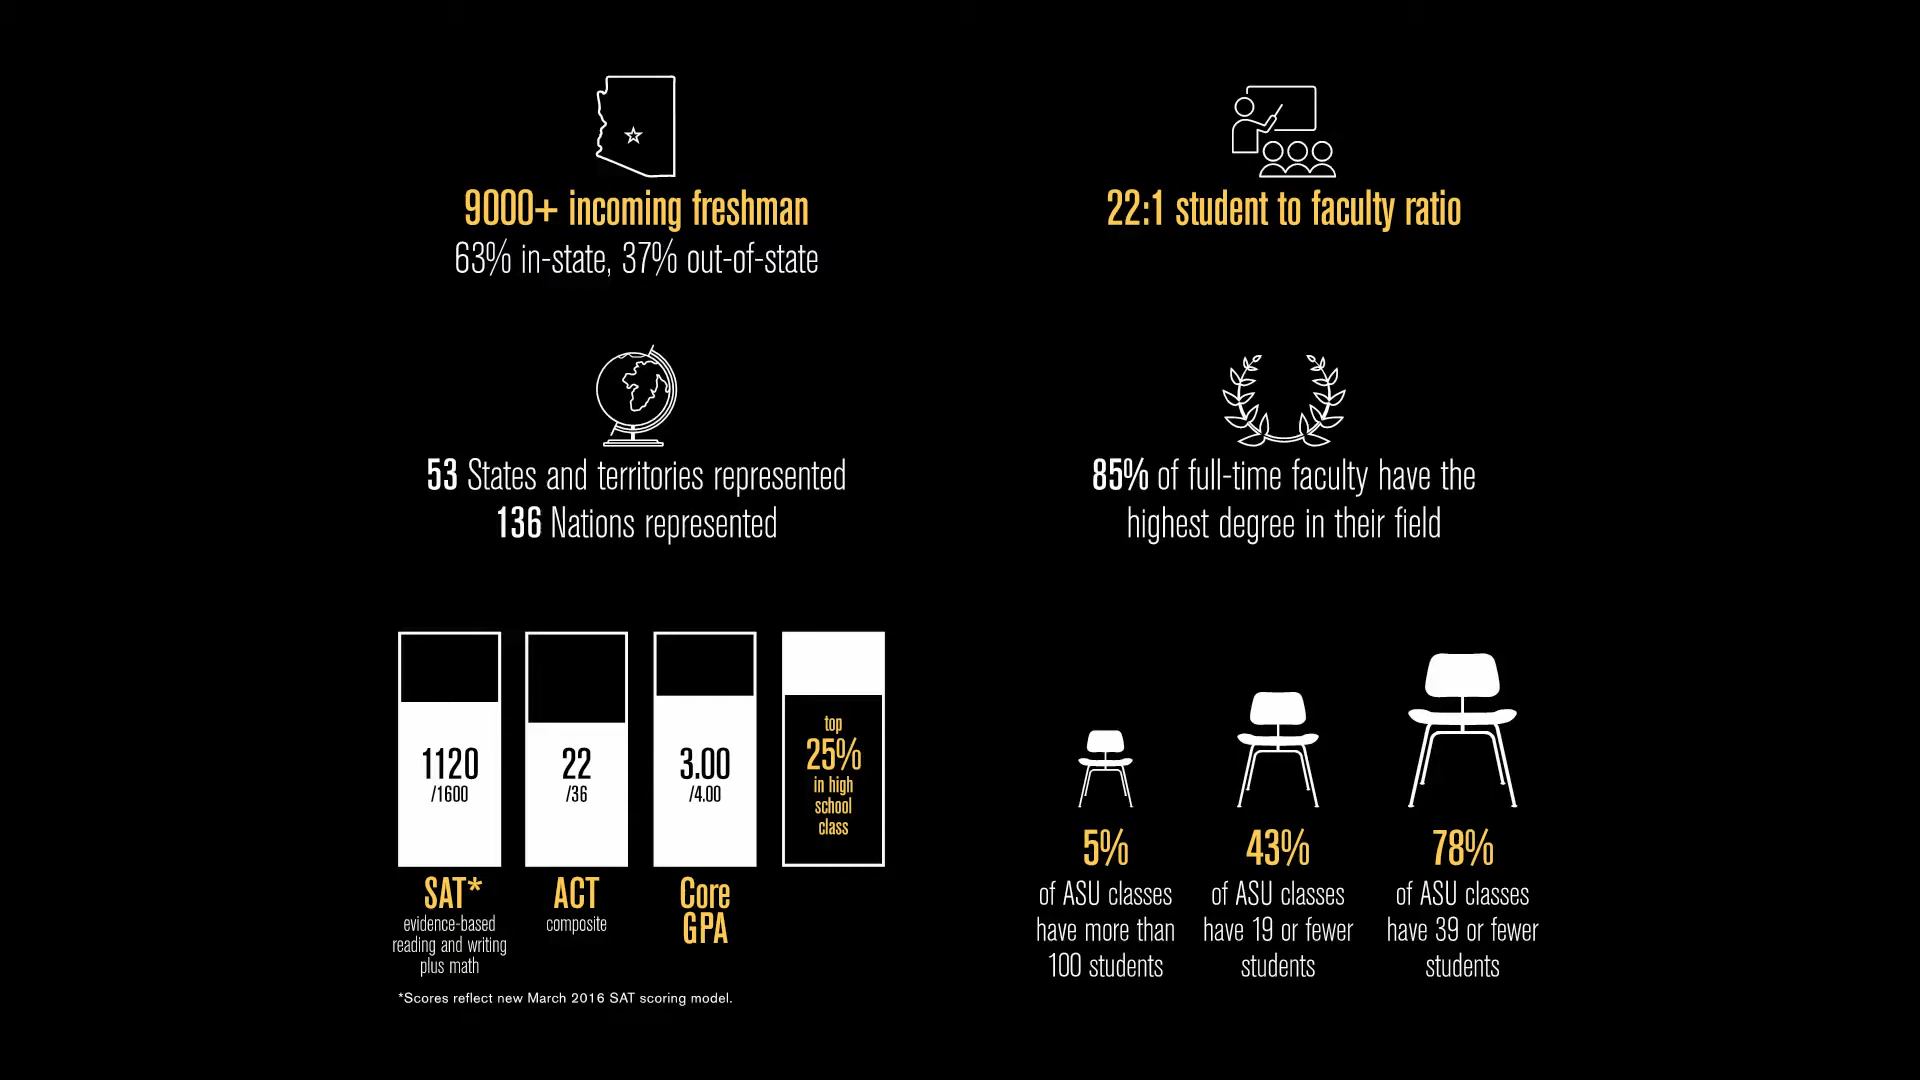 9000+ incoming freshman
63% in-state, 37% out-of-state
22:1 student to faculty ratio
53 States and territories represented
136 Nations represented
85% of full-time faculty have the
highest degree in their field
1120
/1600
SAT*
evidence-based
reading and writing
plus math
22
/36
ACT
composite
3.00
/4.00
Core
GPA
top
25%
in high
school
class
*Scores reflect new March 2016 SAT scoring model.
5%
of ASU classes
have more than
100 students
43%
of ASU classes
have 19 or fewer
students
78%
of ASU classes
have 39 or fewer
students